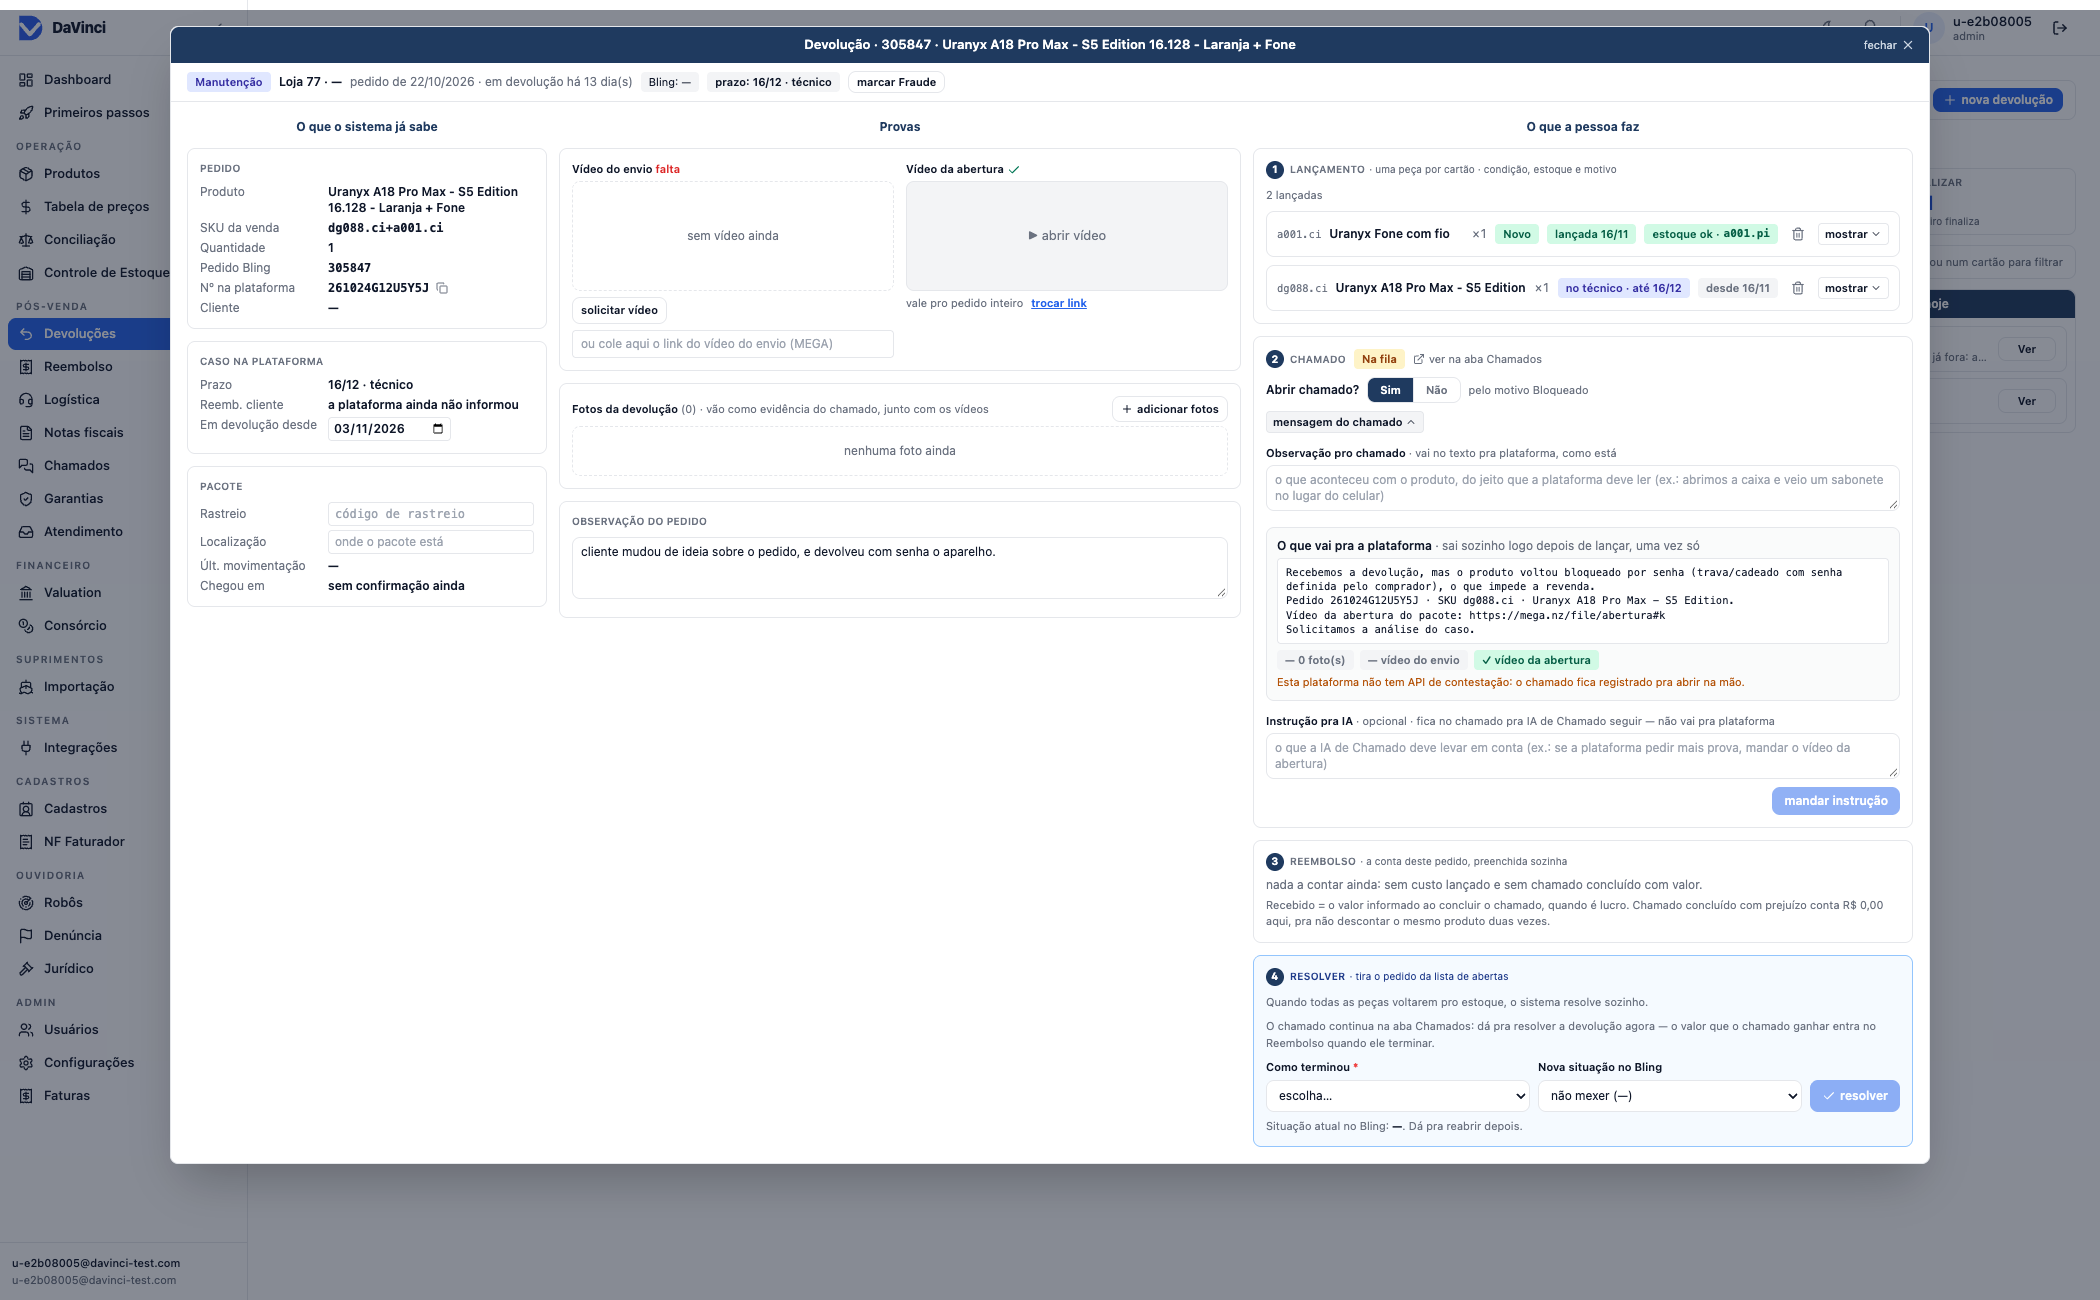 DaVinci
u-e2b08005
admin
Dashboard
Primeiros passos
OPERAÇÃO
Produtos
Tabela de preços
Conciliação
Controle de Estoque
PÓS-VENDA
Devoluções
Reembolso
Logística
Notas fiscais
Chamados
Garantias
Atendimento
FINANCEIRO
Valuation
Consórcio
SUPRIMENTOS
Importação
SISTEMA
Integrações
CADASTROS
Cadastros
NF Faturador
OUVIDORIA
Robôs
Denúncia
Jurídico
ADMIN
Usuários
Configurações
Faturas
u-e2b08005@davinci-test.com
u-e2b08005@davinci-test.com
Devolução · 305847 · Uranyx A18 Pro Max - S5 Edition 16.128 - Laranja + Fone
fechar ×
Manutenção Loja 77 · — pedido de 22/10/2026 · em devolução há 13 dia(s) Bling: — prazo: 16/12 · técnico marcar Fraude
O que o sistema já sabe
PEDIDO
Produto Uranyx A18 Pro Max - S5 Edition
16.128 - Laranja + Fone
SKU da venda dg088.ci+a001.ci
Quantidade 1
Pedido Bling 305847
Nº na plataforma 261024G12U5Y5J
Cliente —
CASO NA PLATAFORMA
Prazo 16/12 · técnico
Reemb. cliente a plataforma ainda não informou
Em devolução desde 03/11/2026
PACOTE
Rastreio código de rastreio
Localização onde o pacote está
Últ. movimentação —
Chegou em sem confirmação ainda
Provas
Vídeo do envio falta
sem vídeo ainda
solicitar vídeo
ou cole aqui o link do vídeo do envio (MEGA)
Vídeo da abertura ✓
▶ abrir vídeo
vale pro pedido inteiro trocar link
Fotos da devolução (0) · vão como evidência do chamado, junto com os vídeos
+ adicionar fotos
nenhuma foto ainda
OBSERVAÇÃO DO PEDIDO
cliente mudou de ideia sobre o pedido, e devolveu com senha o aparelho.
O que a pessoa faz
1 LANÇAMENTO · uma peça por cartão · condição, estoque e motivo
2 lançadas
a001.ci Uranyx Fone com fio ×1 Novo lançada 16/11 estoque ok · a001.pi mostrar
dg088.ci Uranyx A18 Pro Max - S5 Edition ×1 no técnico · até 16/12 desde 16/11 mostrar
2 CHAMADO Na fila ver na aba Chamados
Abrir chamado? Sim Não pelo motivo Bloqueado
mensagem do chamado
Observação pro chamado · vai no texto pra plataforma, como está
o que aconteceu com o produto, do jeito que a plataforma deve ler (ex.: abrimos a caixa e veio um sabonete
no lugar do celular)
O que vai pra a plataforma · sai sozinho logo depois de lançar, uma vez só
Recebemos a devolução, mas o produto voltou bloqueado por senha (trava/cadeado com senha
definida pelo comprador), o que impede a revenda.
Pedido 261024G12U5Y5J · SKU dg088.ci · Uranyx A18 Pro Max – S5 Edition.
Vídeo da abertura do pacote: https://mega.nz/file/abertura#k
Solicitamos a análise do caso.
— 0 foto(s) — vídeo do envio ✓ vídeo da abertura
Esta plataforma não tem API de contestação: o chamado fica registrado pra abrir na mão.
Instrução pra IA · opcional · fica no chamado pra IA de Chamado seguir — não vai pra plataforma
o que a IA de Chamado deve levar em conta (ex.: se a plataforma pedir mais prova, mandar o vídeo da
abertura)
mandar instrução
3 REEMBOLSO · a conta deste pedido, preenchida sozinha
nada a contar ainda: sem custo lançado e sem chamado concluído com valor.
Recebido = o valor informado ao concluir o chamado, quando é lucro. Chamado concluído com prejuízo conta R$ 0,00
aqui, pra não descontar o mesmo produto duas vezes.
4 RESOLVER · tira o pedido da lista de abertas
Quando todas as peças voltarem pro estoque, o sistema resolve sozinho.
O chamado continua na aba Chamados: dá pra resolver a devolução agora — o valor que o chamado ganhar entra no
Reembolso quando ele terminar.
Como terminou * Nova situação no Bling
escolha... não mexer (—) ✓ resolver
Situação atual no Bling: —. Dá pra reabrir depois.
+ nova devolução
ou num cartão para filtrar
já fora: a... Ver
Ver